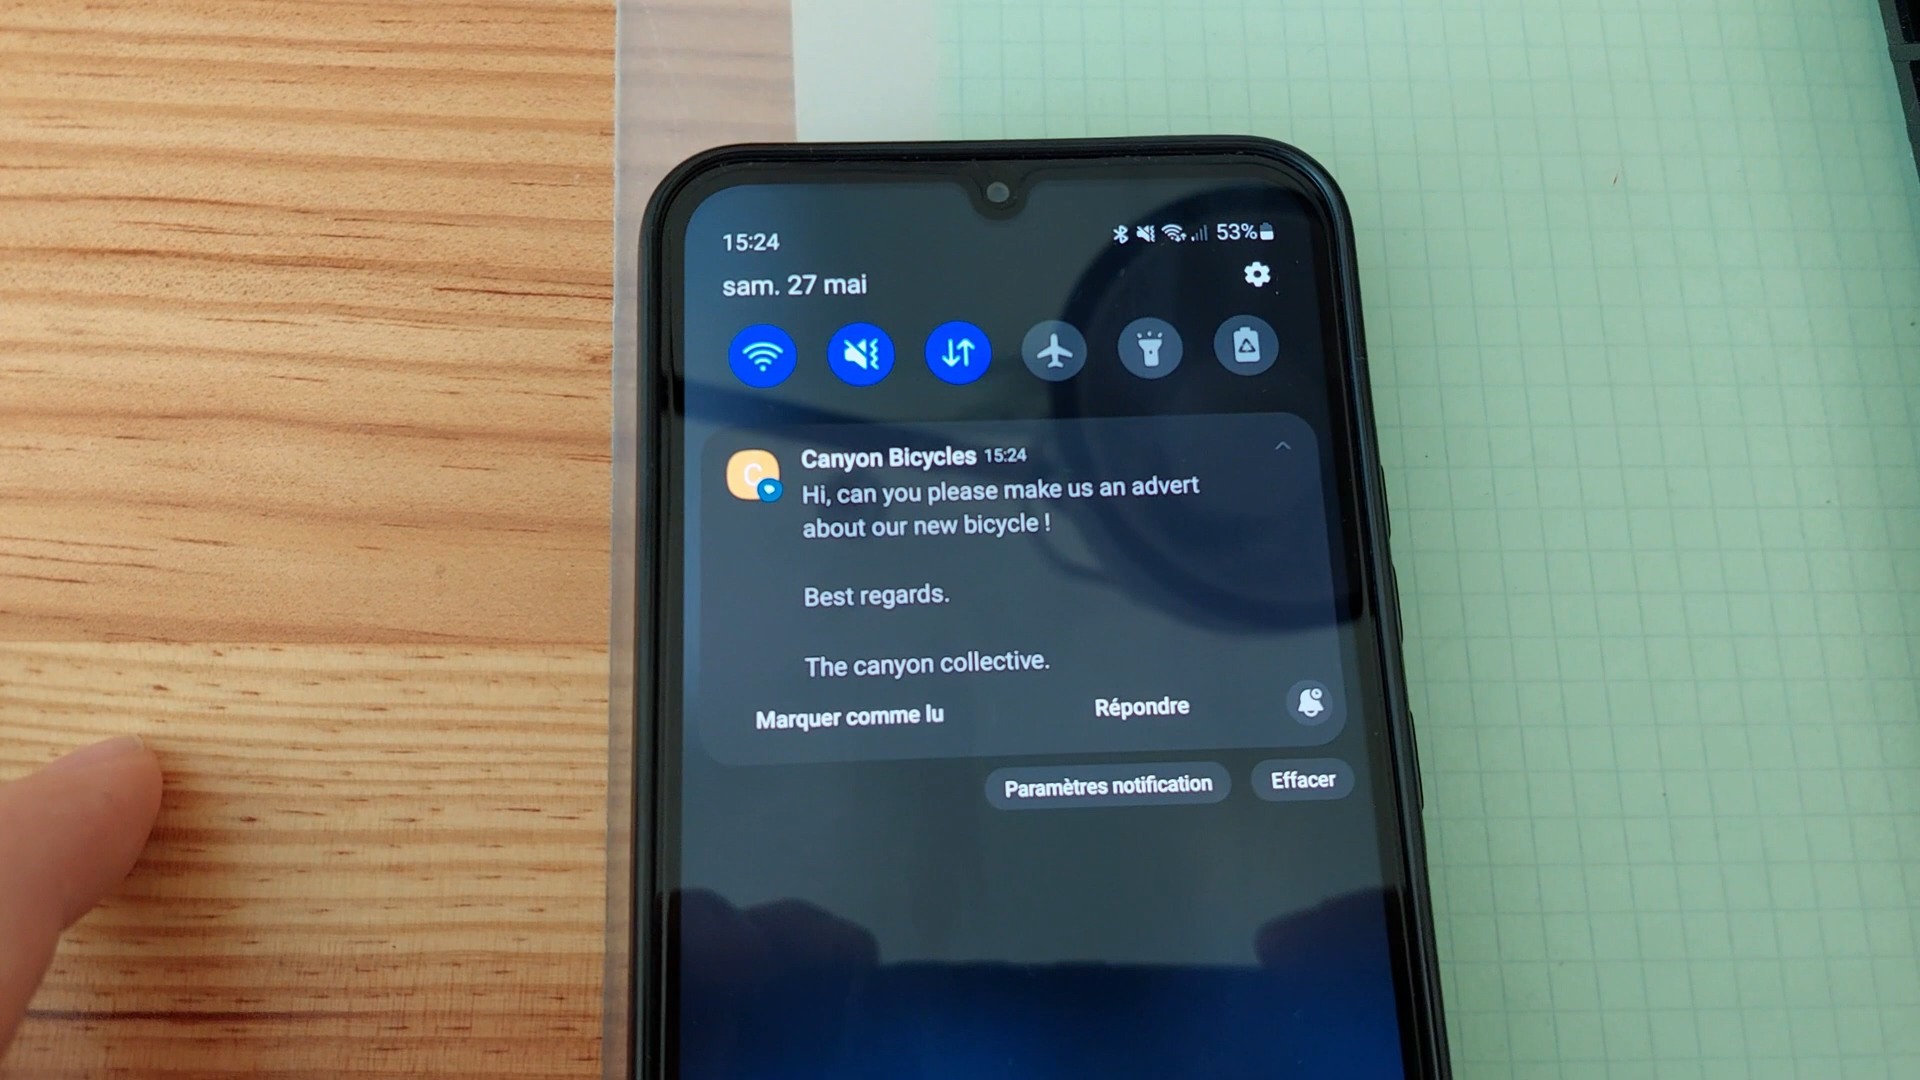 15:24
53%
sam. 27 mai
C
Canyon Bicycles 15:24
Hi, can you please make us an advert
about our new bicycle !
Best regards.
The canyon collective.
Marquer comme lu
Répondre
Paramètres notification
Effacer